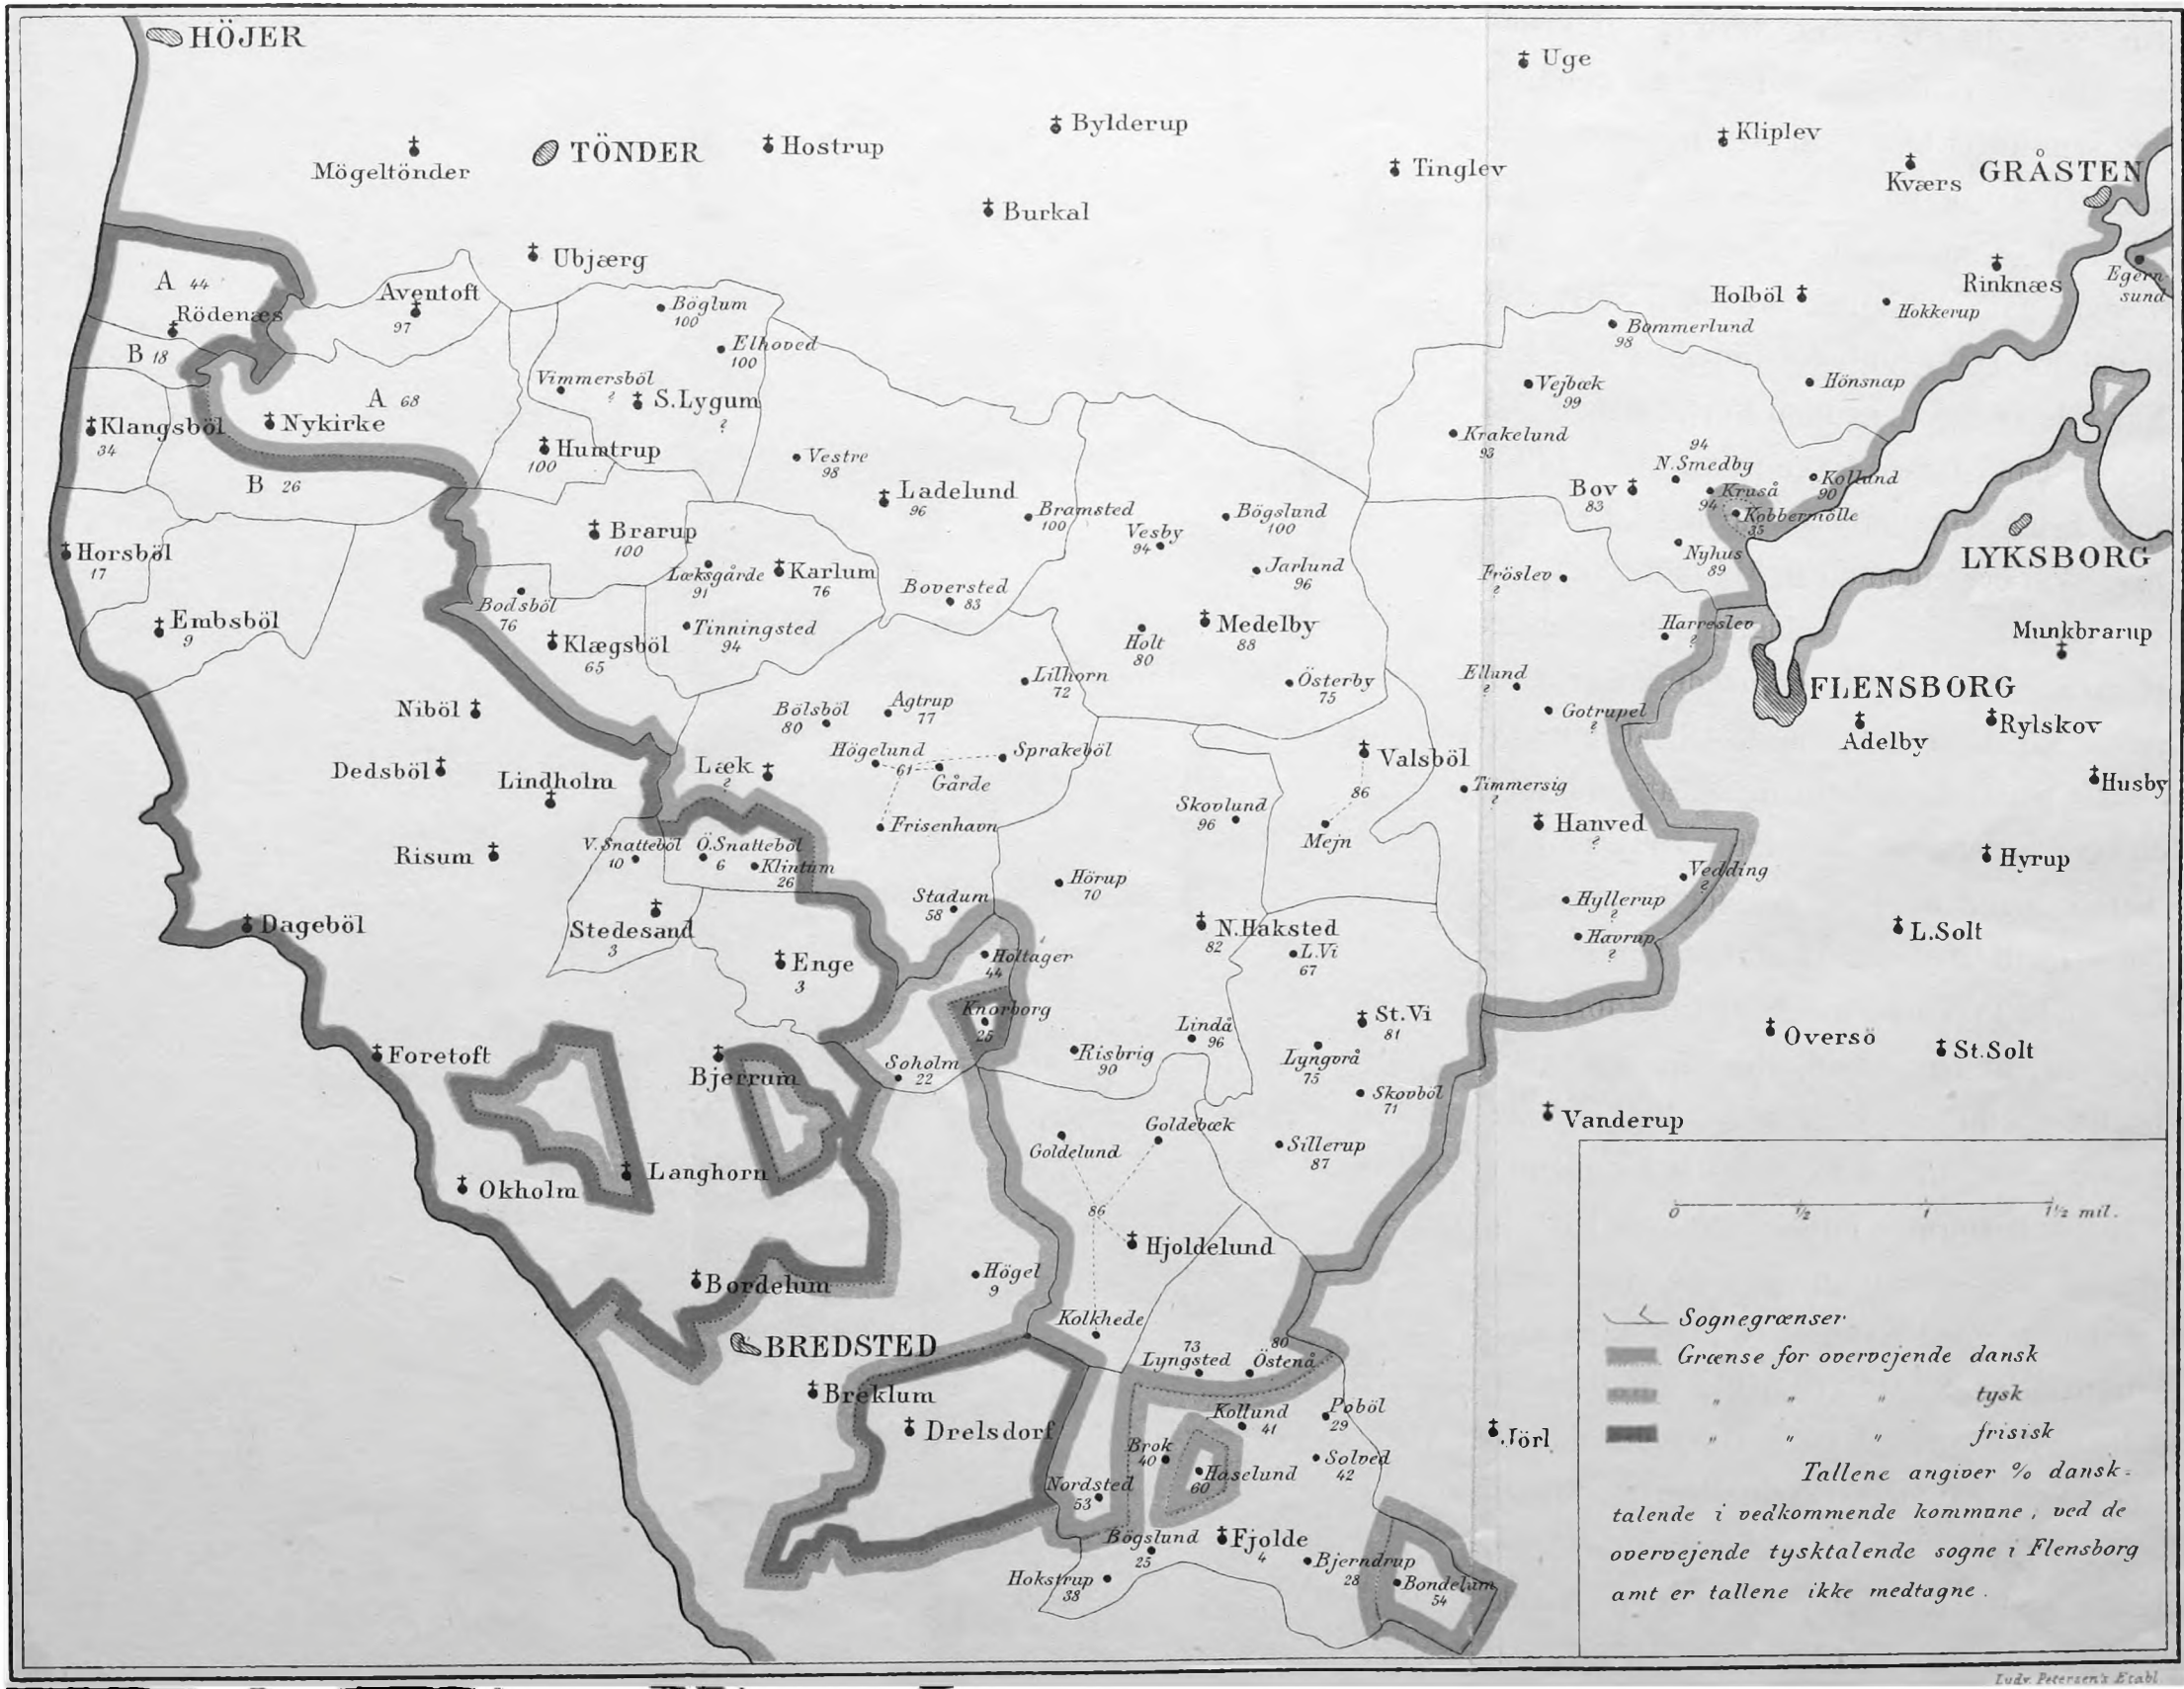 HÖJER
Uge
Mögeltönder
TÖNDER
Hostrup
Bylderup
Burkal
Tinglev
Kliplev
Kværs
GRÅSTEN
Ubjærg
Holböl
Rinknæs
Hokkerup
Egern-
sund
A 44
Rödenæs
B 18
Aventoft
97
Böglum
100
Elhoved
100
Vimmersböl
?
S.Lygum
?
Bommerlund
98
Vejbæk
99
Hönsnap
Krakelund
93
Klangsböl
34
Nykirke
A 68
B 26
Humtrup
100
Vestre
98
Ladelund
96
Bramsted
100
Vesby
94
Bögslund
100
Jarlund
96
94
N.Smedby
Bov
83
Kruså
94
Kollund
90
Kobbermölle
35
Nyhus
89
Fröslev
?
LYKSBORG
Horsböl
17
Embsböl
9
Brarup
100
Læksgårde
91
Karlum
76
Boversted
83
Bodsböl
76
Klægsböl
65
Tinningsted
94
Holt
80
Medelby
88
Harreslev
?
Munkbrarup
Lilhorn
72
Österby
75
Ellund
?
Gotrupel
?
FLENSBORG
Adelby
Rylskov
Husby
Niböl
Dedsböl
Lindholm
Risum
Bölsböl
80
Agtrup
77
Högelund
61
Gårde
Sprakeböl
Frisenhavn
Læk
?
Valsböl
86
Mejn
Timmersig
?
Skovlund
96
Hanved
?
Hyrup
V.Snatteböl
10
Ö.Snatteböl
6
Klintum
26
Vedding
?
Hyllerup
?
Havrup
?
L.Solt
Stadum
58
Hörup
70
Dageböl
Stedesand
3
Enge
3
Holtager
44
Knorborg
25
N.Haksted
82
L.Vi
67
St.Vi
81
Oversö
St.Solt
Foretoft
Bjerrum
Soholm
22
Risbrig
90
Lindå
96
Lyngvrå
75
Skovböl
71
Vanderup
Goldelund
Goldebæk
Sillerup
87
Okholm
Langhorn
86
Hjoldelund
Bordelum
Högel
9
Kolkhede
BREDSTED
Breklum
Drelsdorf
73
Lyngsted
80
Östenå
Kollund
41
Poböl
29
Brok
40
Haselund
60
Solved
42
Jörl
Nordsted
53
Bögslund
25
Fjolde
4
Bjerndrup
28
Bondelum
54
Hokstrup
38
0 1/2 1 1 1/2 mil.
Sognegrænser
Grænse for overvejende dansk
" " " tysk
" " " frisisk
Tallene angiver % dansk-
talende i vedkommende kommune, ved de
overvejende tysktalende sogne i Flensborg
amt er tallene ikke medtagne.
Ludv. Petersen's Etabl.